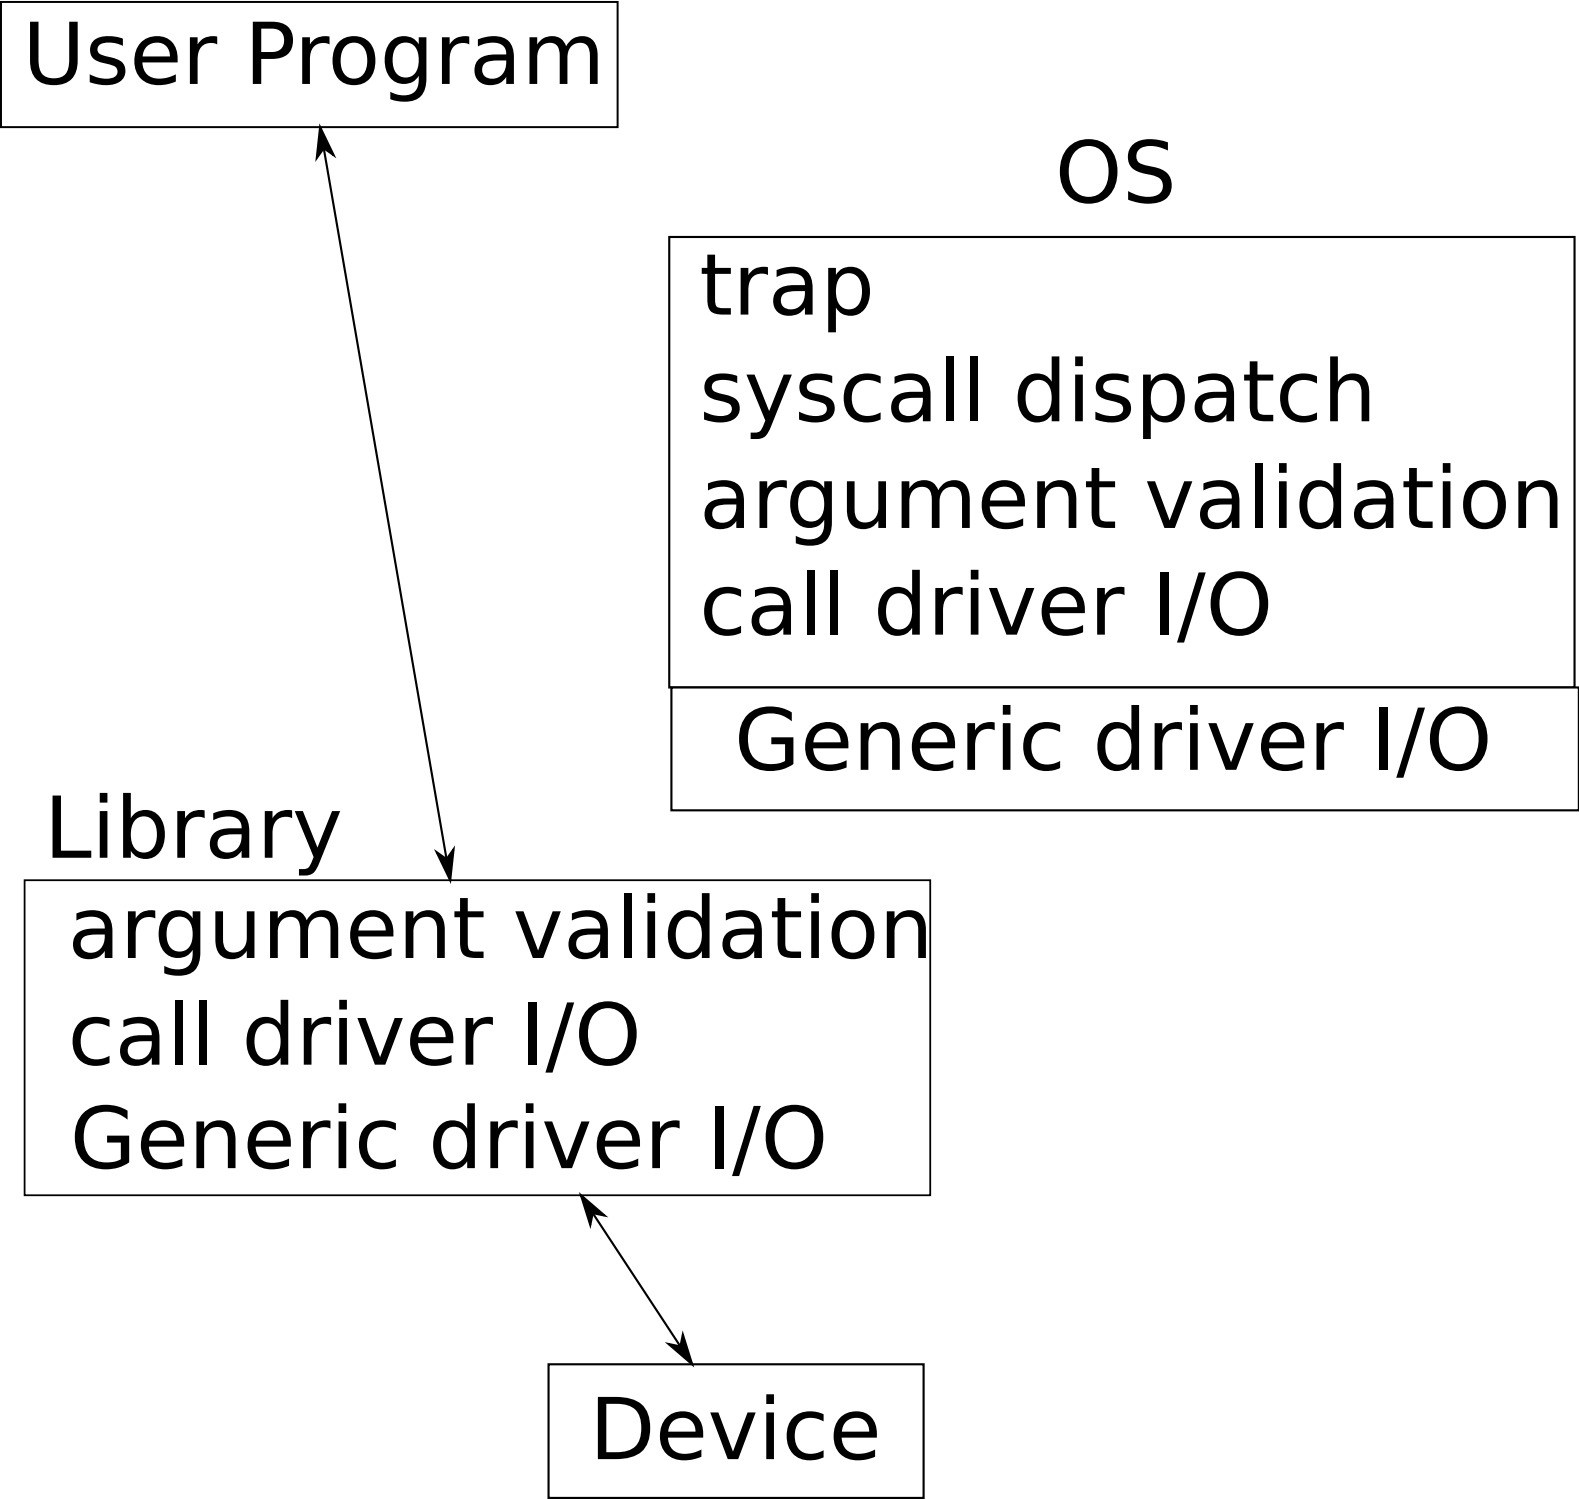 User Program
OS
trap
syscall dispatch
argument validation
call driver I/O
Generic driver I/O
Library
argument validation
call driver I/O
Generic driver I/O
Device